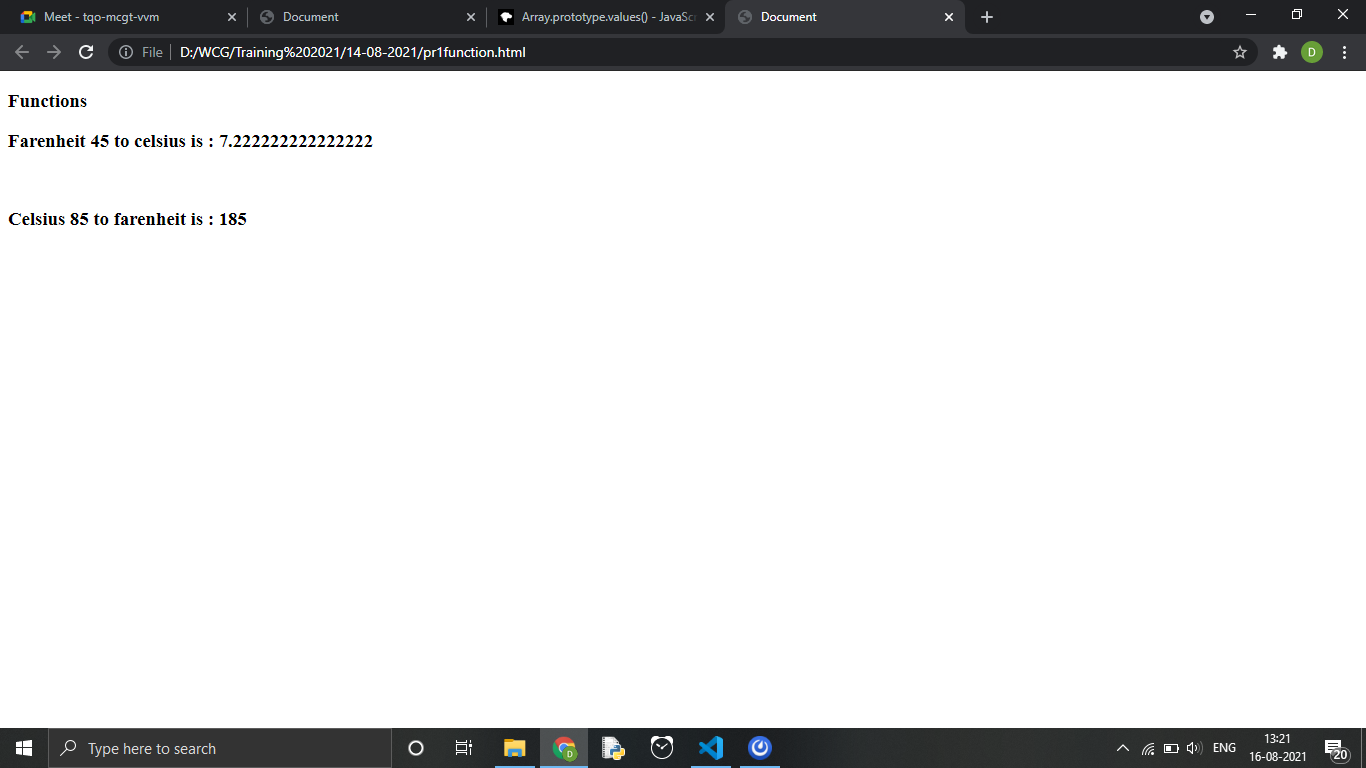 Meet - tqo-mcgt-vvm
Document
Array.prototype.values() - JavaSc
Document
File
D:/WCG/Training%202021/14-08-2021/pr1function.html
D
Functions
Farenheit 45 to celsius is : 7.222222222222222
Celsius 85 to farenheit is : 185
Type here to search
D
ENG
13:21
16-08-2021
20